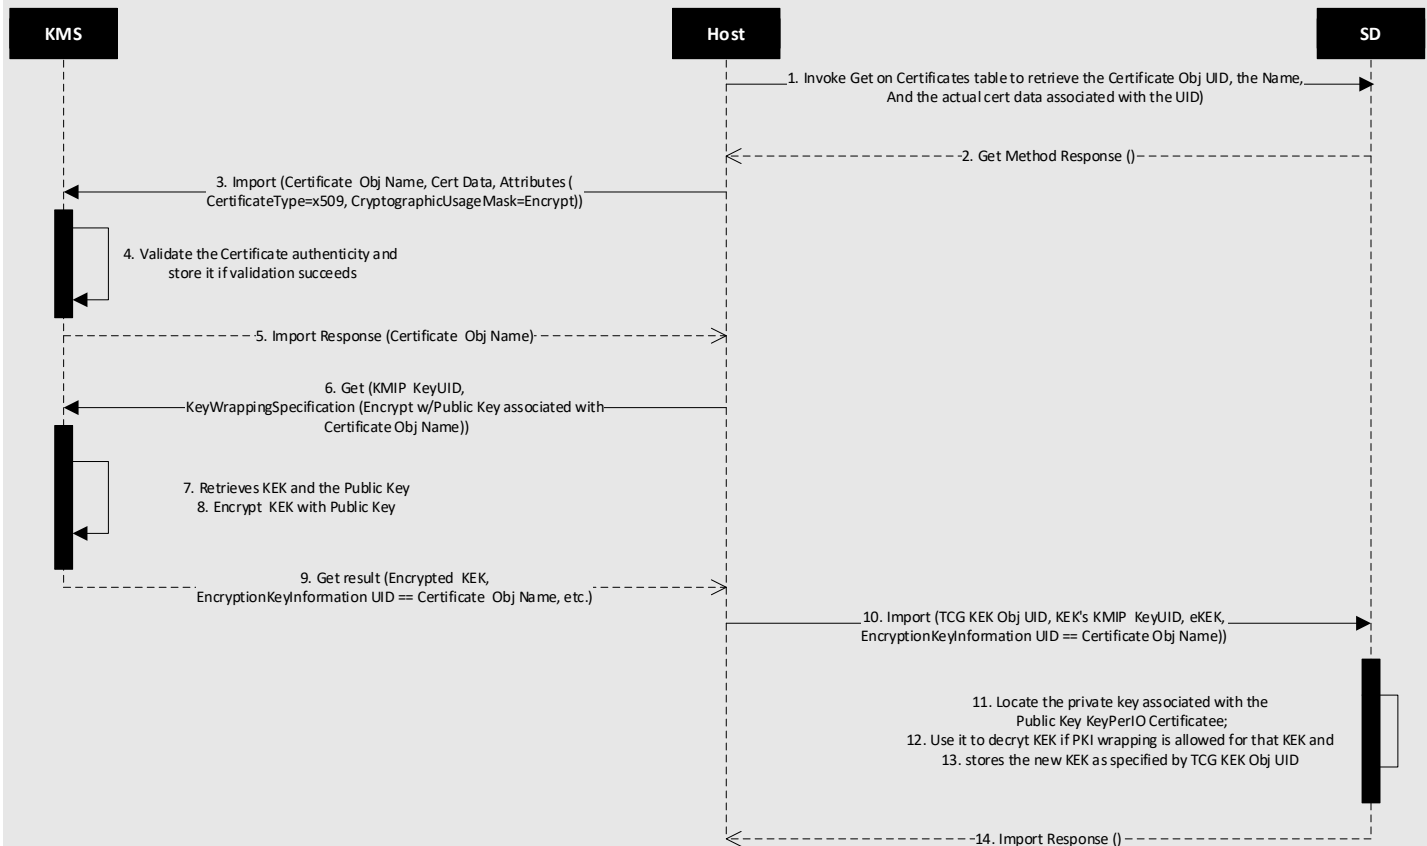 KMS
Host
SD
1. Invoke Get on Certificates table to retrieve the Certificate Obj UID, the Name,
And the actual cert data associated with the UID)
2. Get Method Response ()
3. Import (Certificate Obj Name, Cert Data, Attributes (
CertificateType=x509, CryptographicUsageMask=Encrypt))
4. Validate the Certificate authenticity and
store it if validation succeeds
5. Import Response (Certificate Obj Name)
6. Get (KMIP KeyUID,
KeyWrappingSpecification (Encrypt w/Public Key associated with
Certificate Obj Name))
7. Retrieves KEK and the Public Key
8. Encrypt KEK with Public Key
9. Get result (Encrypted KEK,
EncryptionKeyInformation UID == Certificate Obj Name, etc.)
10. Import (TCG KEK Obj UID, KEK's KMIP KeyUID, eKEK,
EncryptionKeyInformation UID == Certificate Obj Name))
11. Locate the private key associated with the
Public Key KeyPerIO Certificatee;
12. Use it to decryt KEK if PKI wrapping is allowed for that KEK and
13. stores the new KEK as specified by TCG KEK Obj UID
14. Import Response ()